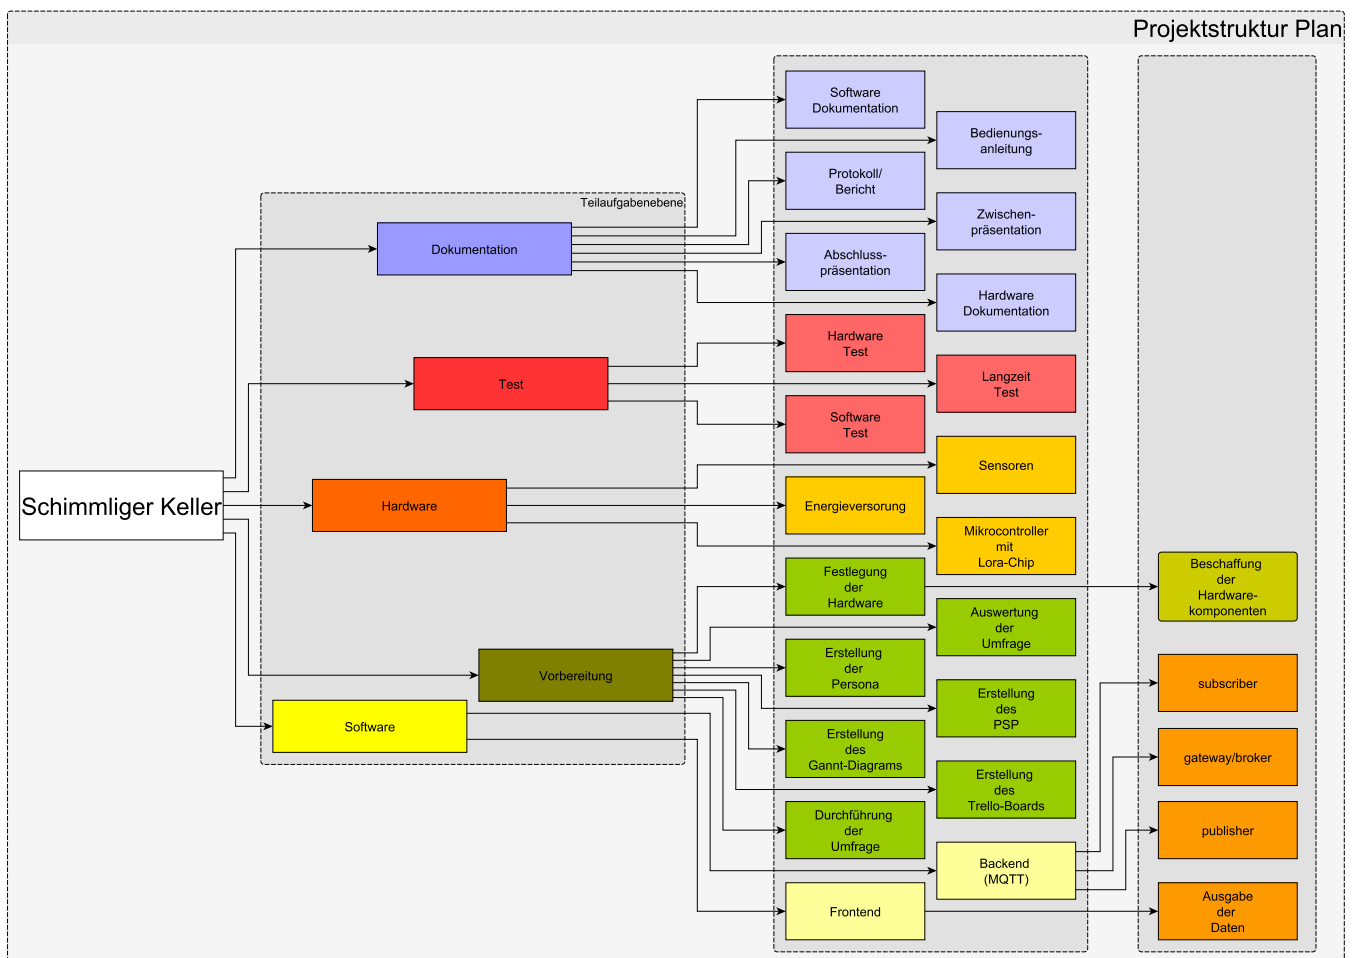 Projektstruktur Plan
Schimmliger Keller
Teilaufgabenebene
Dokumentation
Test
Hardware
Vorbereitung
Software
Software
Dokumentation
Bedienungs-
anleitung
Protokoll/
Bericht
Zwischen-
präsentation
Abschluss-
präsentation
Hardware
Dokumentation
Hardware
Test
Langzeit
Test
Software
Test
Sensoren
Energieversorung
Mikrocontroller
mit
Lora-Chip
Festlegung
der
Hardware
Auswertung
der
Umfrage
Erstellung
der
Persona
Erstellung
des
PSP
Erstellung
des
Gannt-Diagrams
Erstellung
des
Trello-Boards
Durchführung
der
Umfrage
Backend
(MQTT)
Frontend
Beschaffung
der
Hardware-
komponenten
subscriber
gateway/broker
publisher
Ausgabe
der
Daten